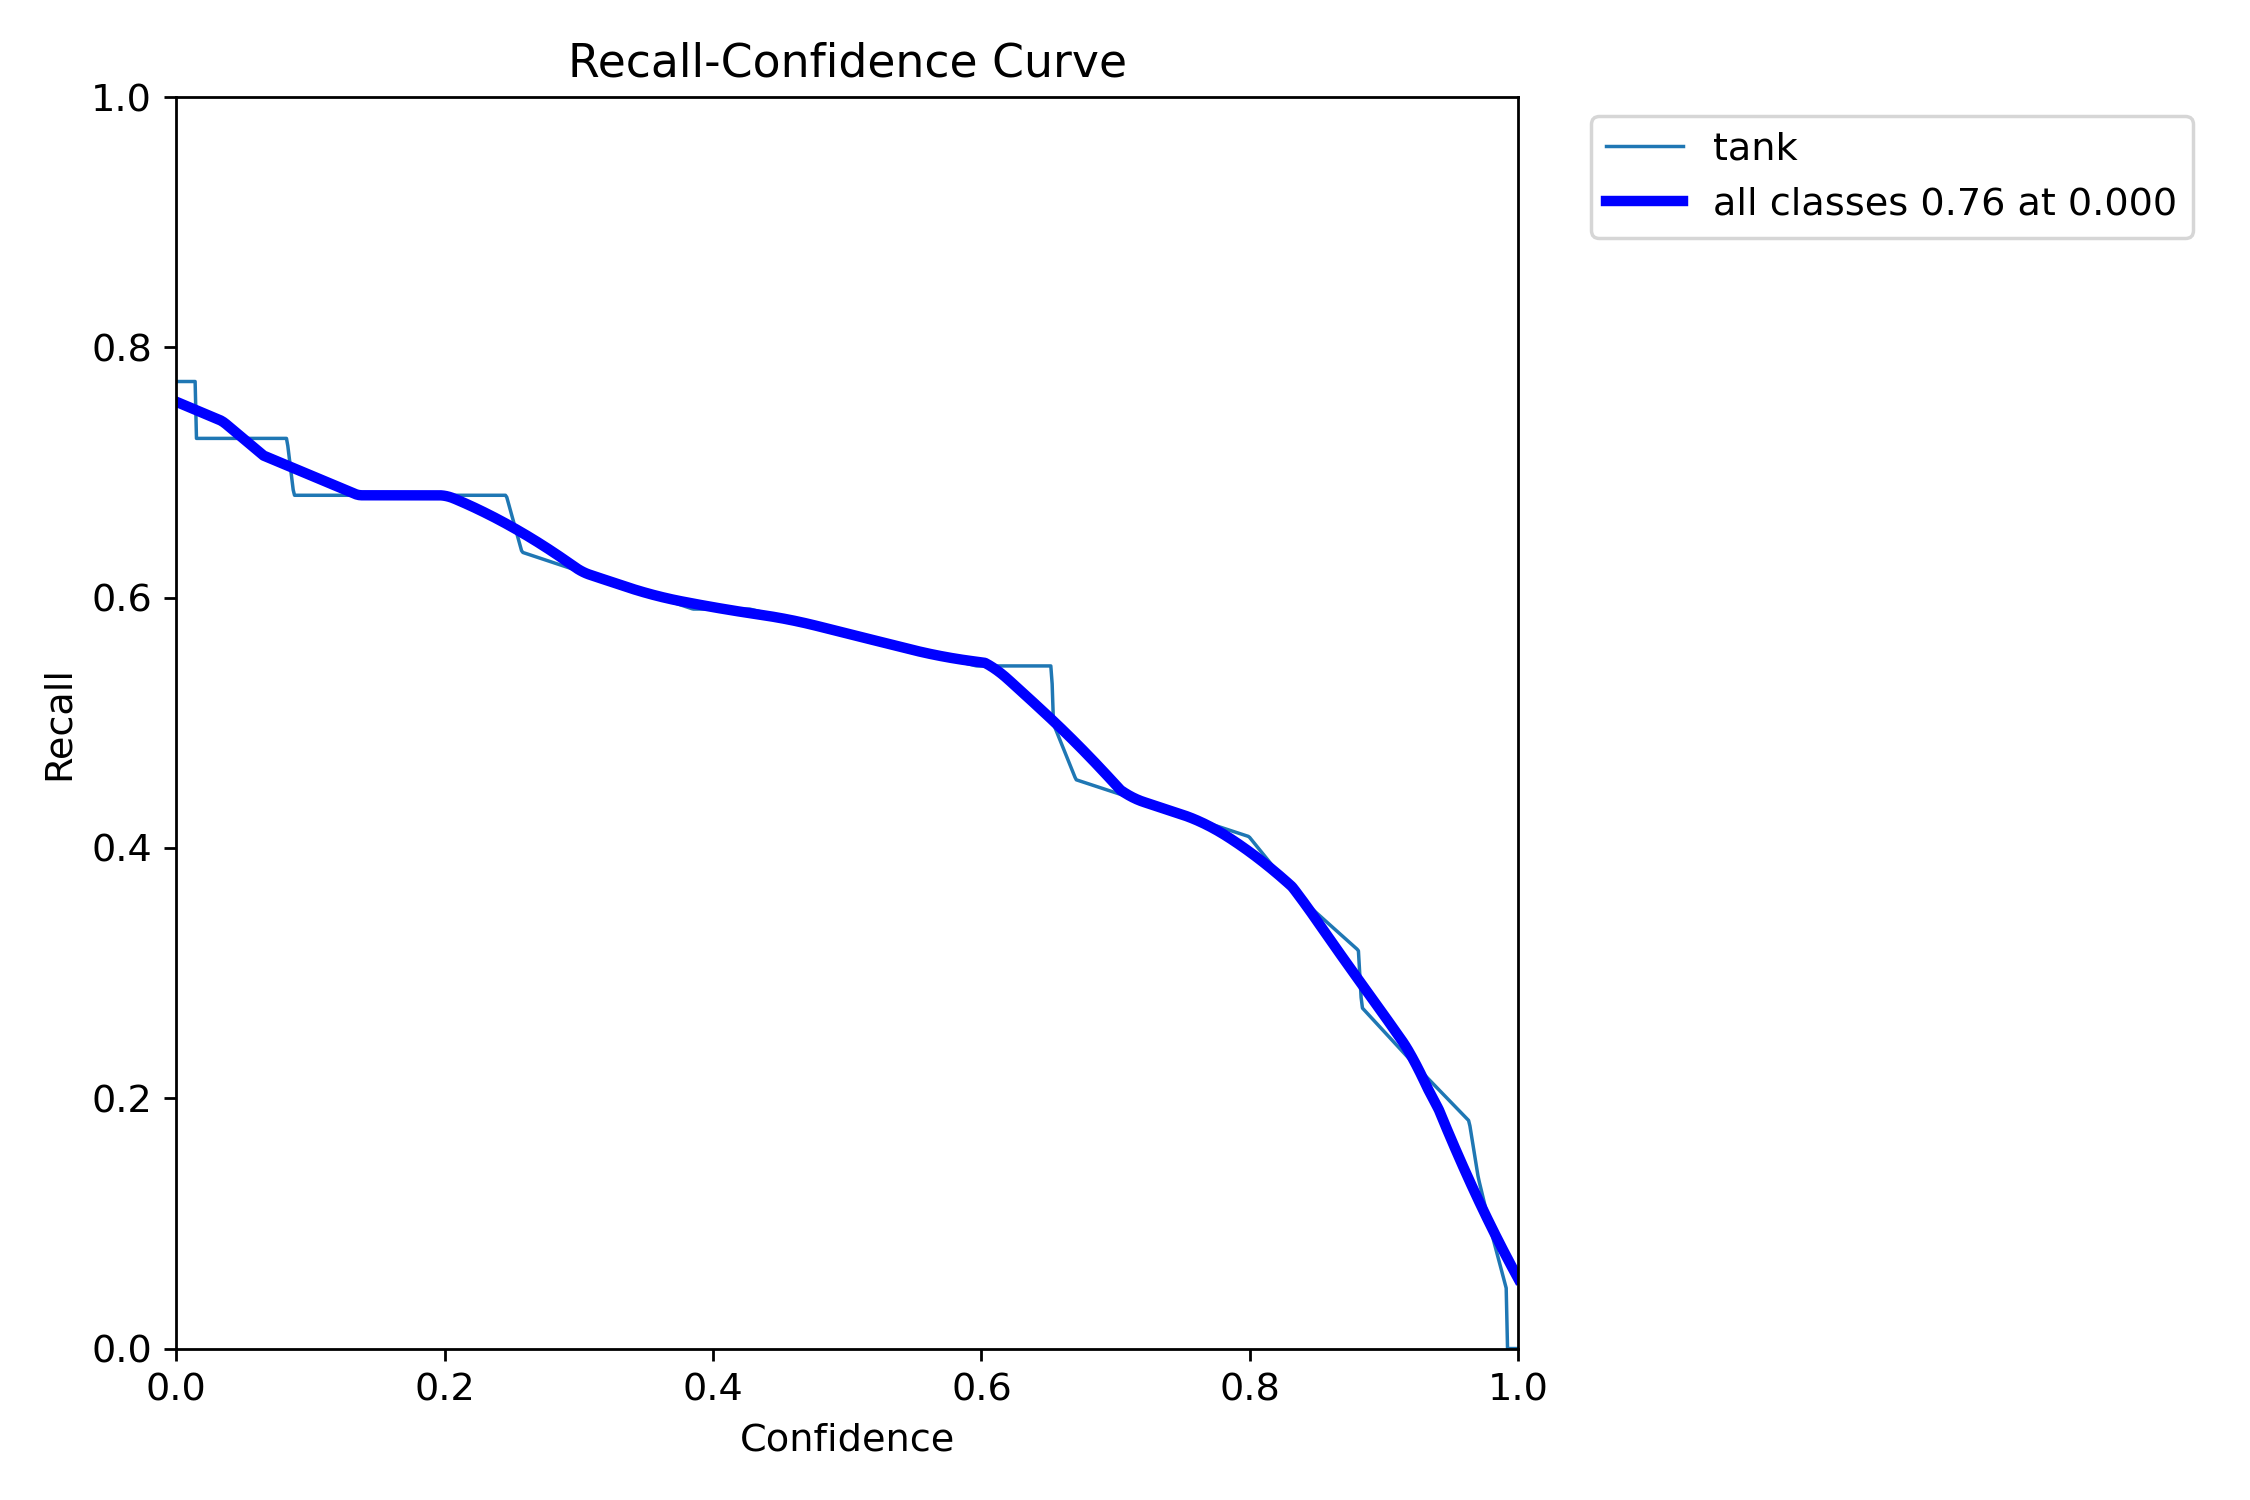 Recall-Confidence Curve
1.0
0.8
0.6
0.4
0.2
0.0
Recall
0.0 0.2 0.4 0.6 0.8 1.0
Confidence
tank
all classes 0.76 at 0.000